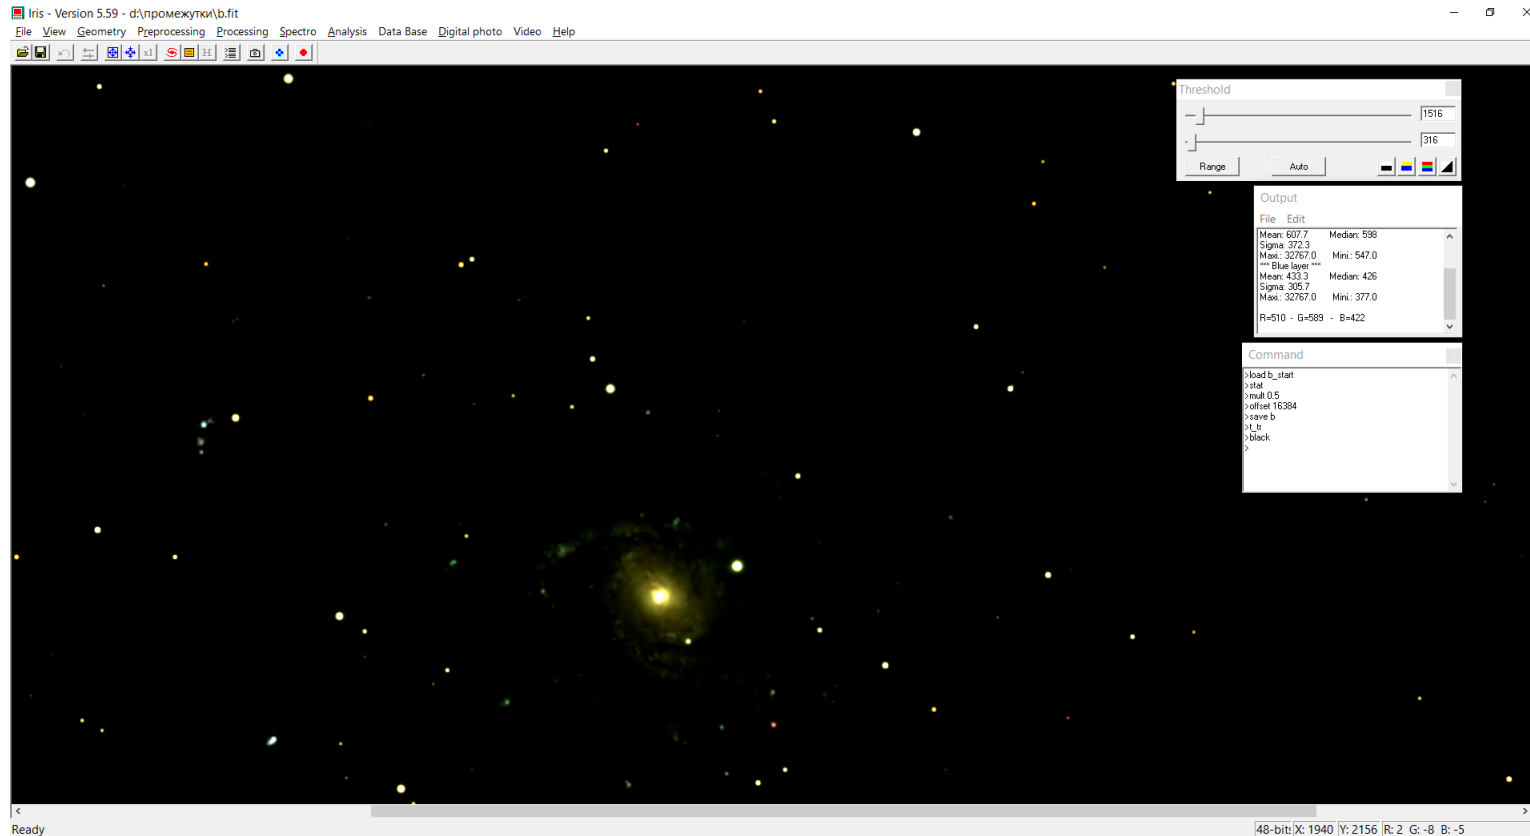 Iris - Version 5.59 - d:\промежутки\b.fit
File View Geometry Preprocessing Processing Spectro Analysis Data Base Digital photo Video Help
x1 H
Threshold
1516
316
Range Auto
Output
File Edit
Mean: 607.7 Median: 598
Sigma: 372.3
Maxi.: 32767.0 Mini.: 547.0
*** Blue layer ***
Mean: 433.3 Median: 426
Sigma: 305.7
Maxi.: 32767.0 Mini.: 377.0
R=510 - G=589 - B=422
Command
>load b_start
>stat
>mult 0.5
>offset 16384
>save b
>t_tr
>black
>
Ready
48-bit: X: 1940 Y: 2156 R: 2 G: -8 B: -5